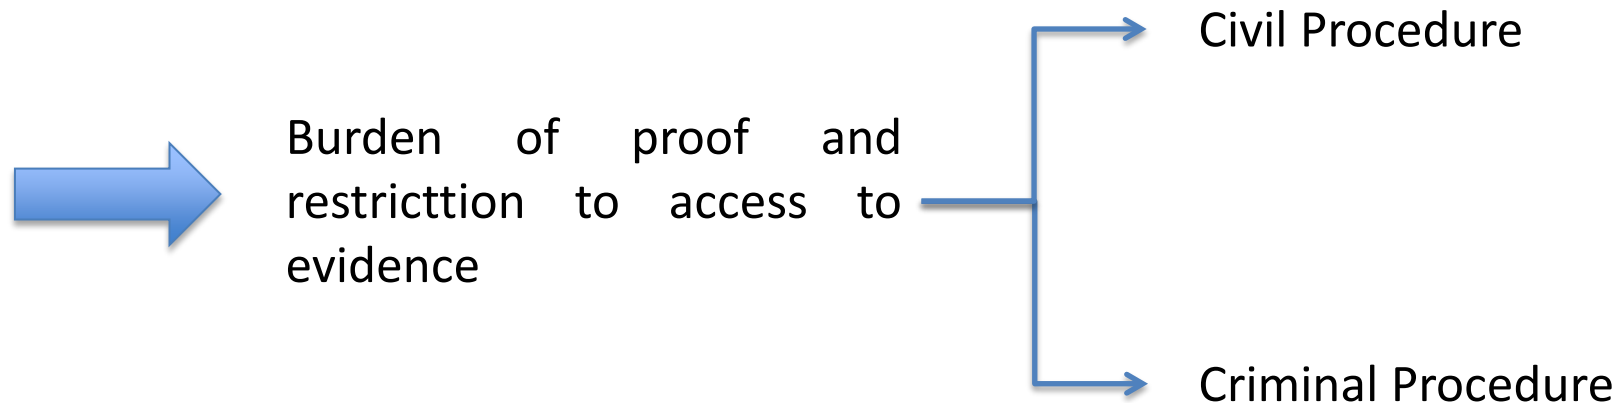 Civil Procedure
Burden of proof and
restricttion to access to
evidence
Criminal Procedure